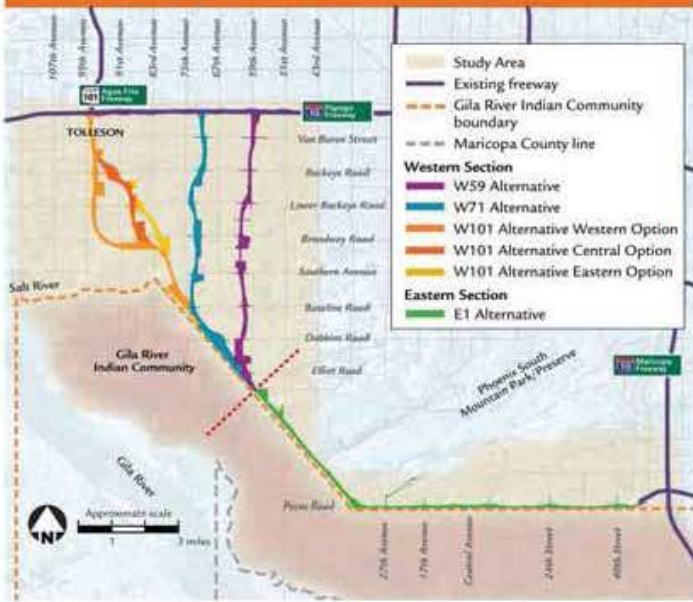 107th Avenue
99th Avenue
91st Avenue
83rd Avenue
75th Avenue
67th Avenue
59th Avenue
51st Avenue
43rd Avenue
101
Agua Fria
Freeway
10
Papago
Freeway
TOLLESON
Van Buren Street
Buckeye Road
Lower Buckeye Road
Broadway Road
Southern Avenue
Baseline Road
Dobbins Road
Elliot Road
Salt River
Gila River
Indian Community
Gila River
Phoenix South
Mountain Park/Preserve
10
Maricopa
Freeway
Pecos Road
27th Avenue
17th Avenue
Central Avenue
24th Street
40th Street
N
Approximate scale
1
3 miles
Study Area
Existing freeway
Gila River Indian Community
boundary
Maricopa County line
Western Section
W59 Alternative
W71 Alternative
W101 Alternative Western Option
W101 Alternative Central Option
W101 Alternative Eastern Option
Eastern Section
E1 Alternative